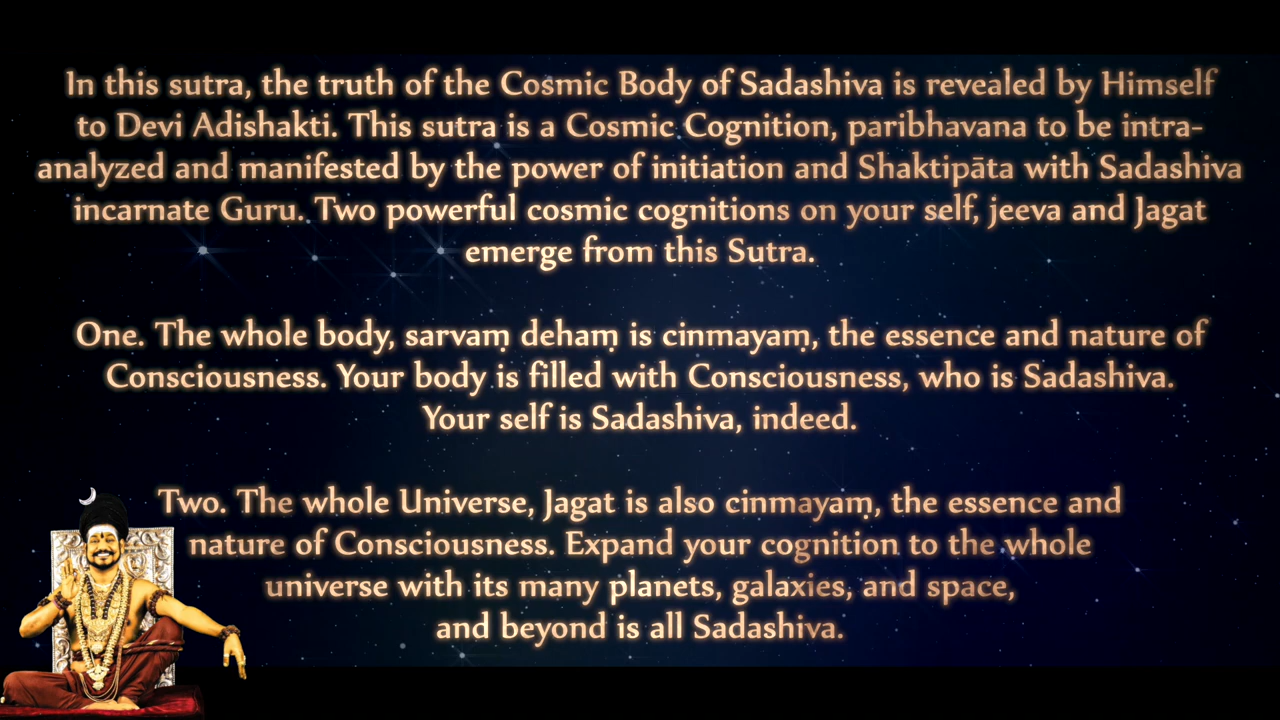 In this sutra, the truth of the Cosmic Body of Sadashiva is revealed by Himself
to Devi Adishakti. This sutra is a Cosmic Cognition, paribhavana to be intra-
analyzed and manifested by the power of initiation and Shaktipāta with Sadashiva
incarnate Guru. Two powerful cosmic cognitions on your self, jeeva and Jagat
emerge from this Sutra.
One. The whole body, sarvaṃ dehaṃ is cinmayaṃ, the essence and nature of
Consciousness. Your body is filled with Consciousness, who is Sadashiva.
Your self is Sadashiva, indeed.
Two. The whole Universe, Jagat is also cinmayaṃ, the essence and
nature of Consciousness. Expand your cognition to the whole
universe with its many planets, galaxies, and space,
and beyond is all Sadashiva.